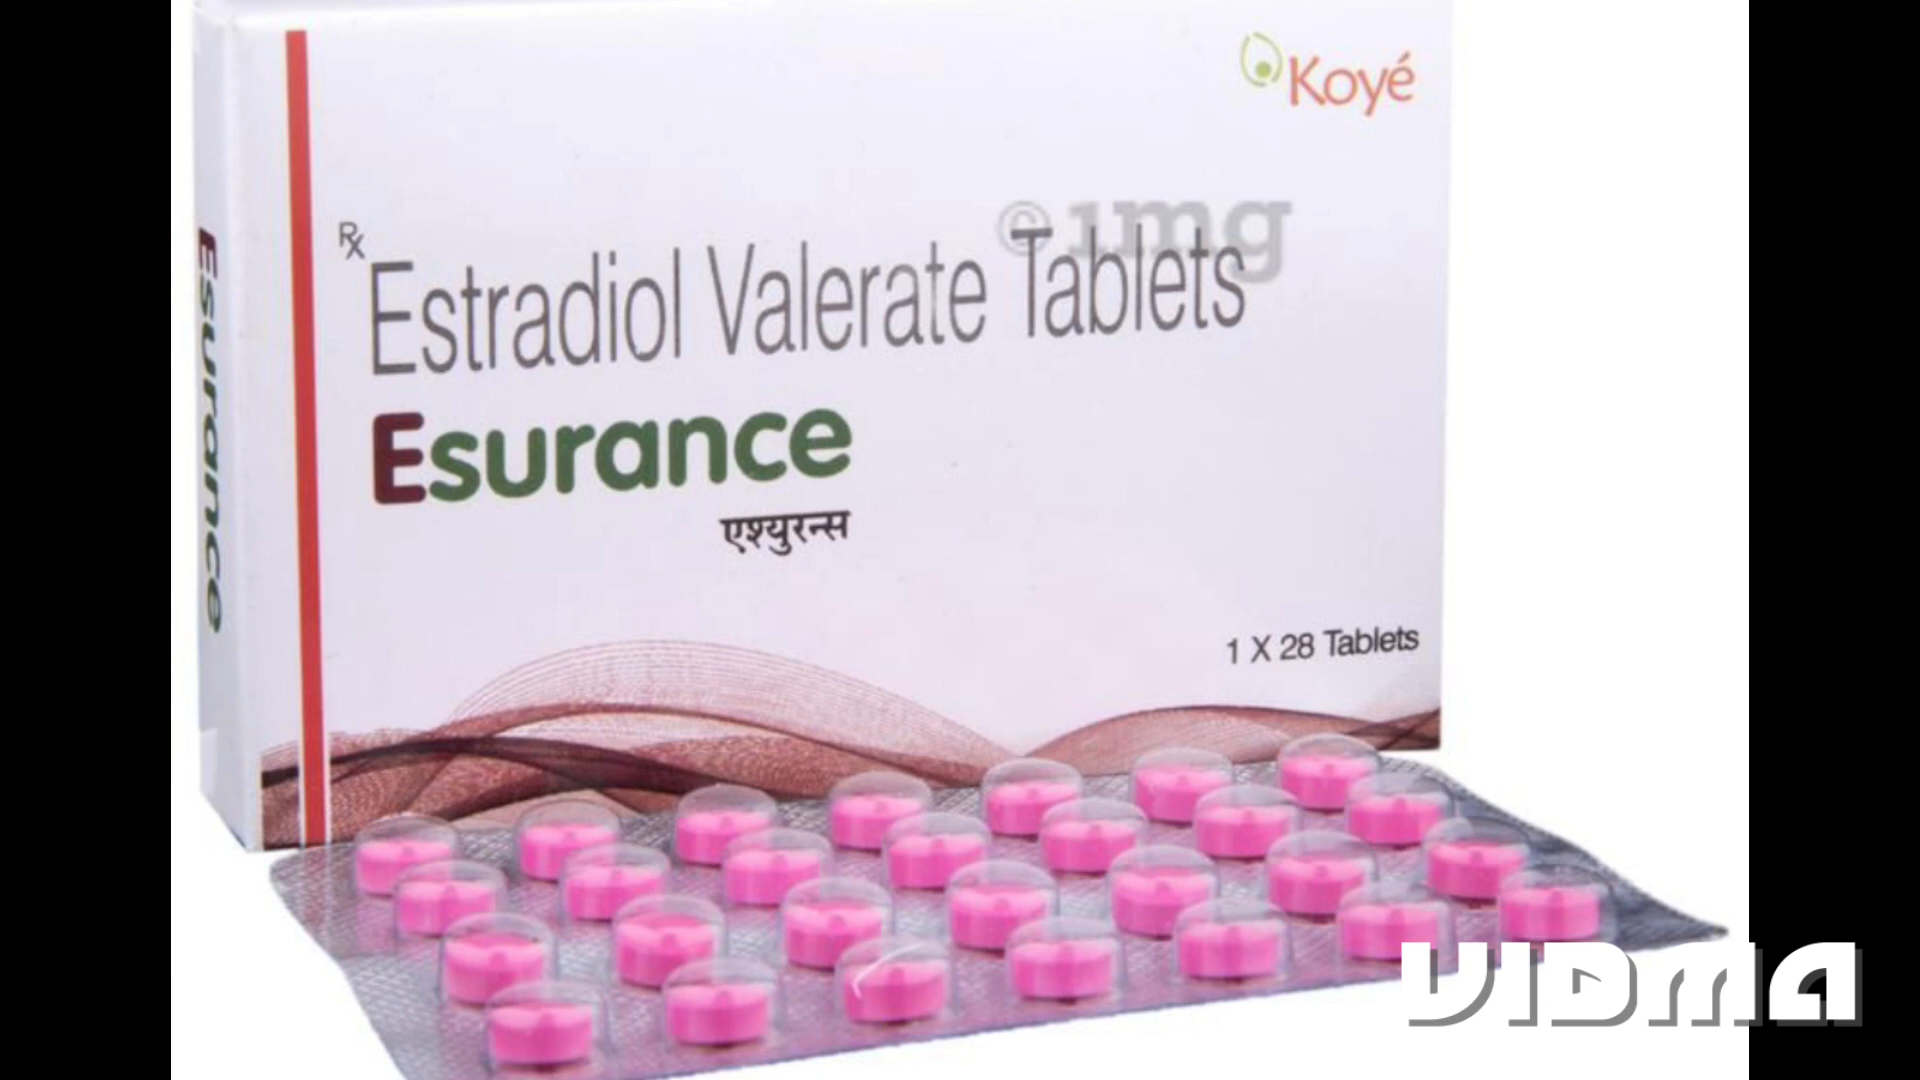 Koyé
1mg
Rx
Estradiol Valerate Tablets
Esurance
एश्युरन्स
1 X 28 Tablets
Esurance
VIDMA